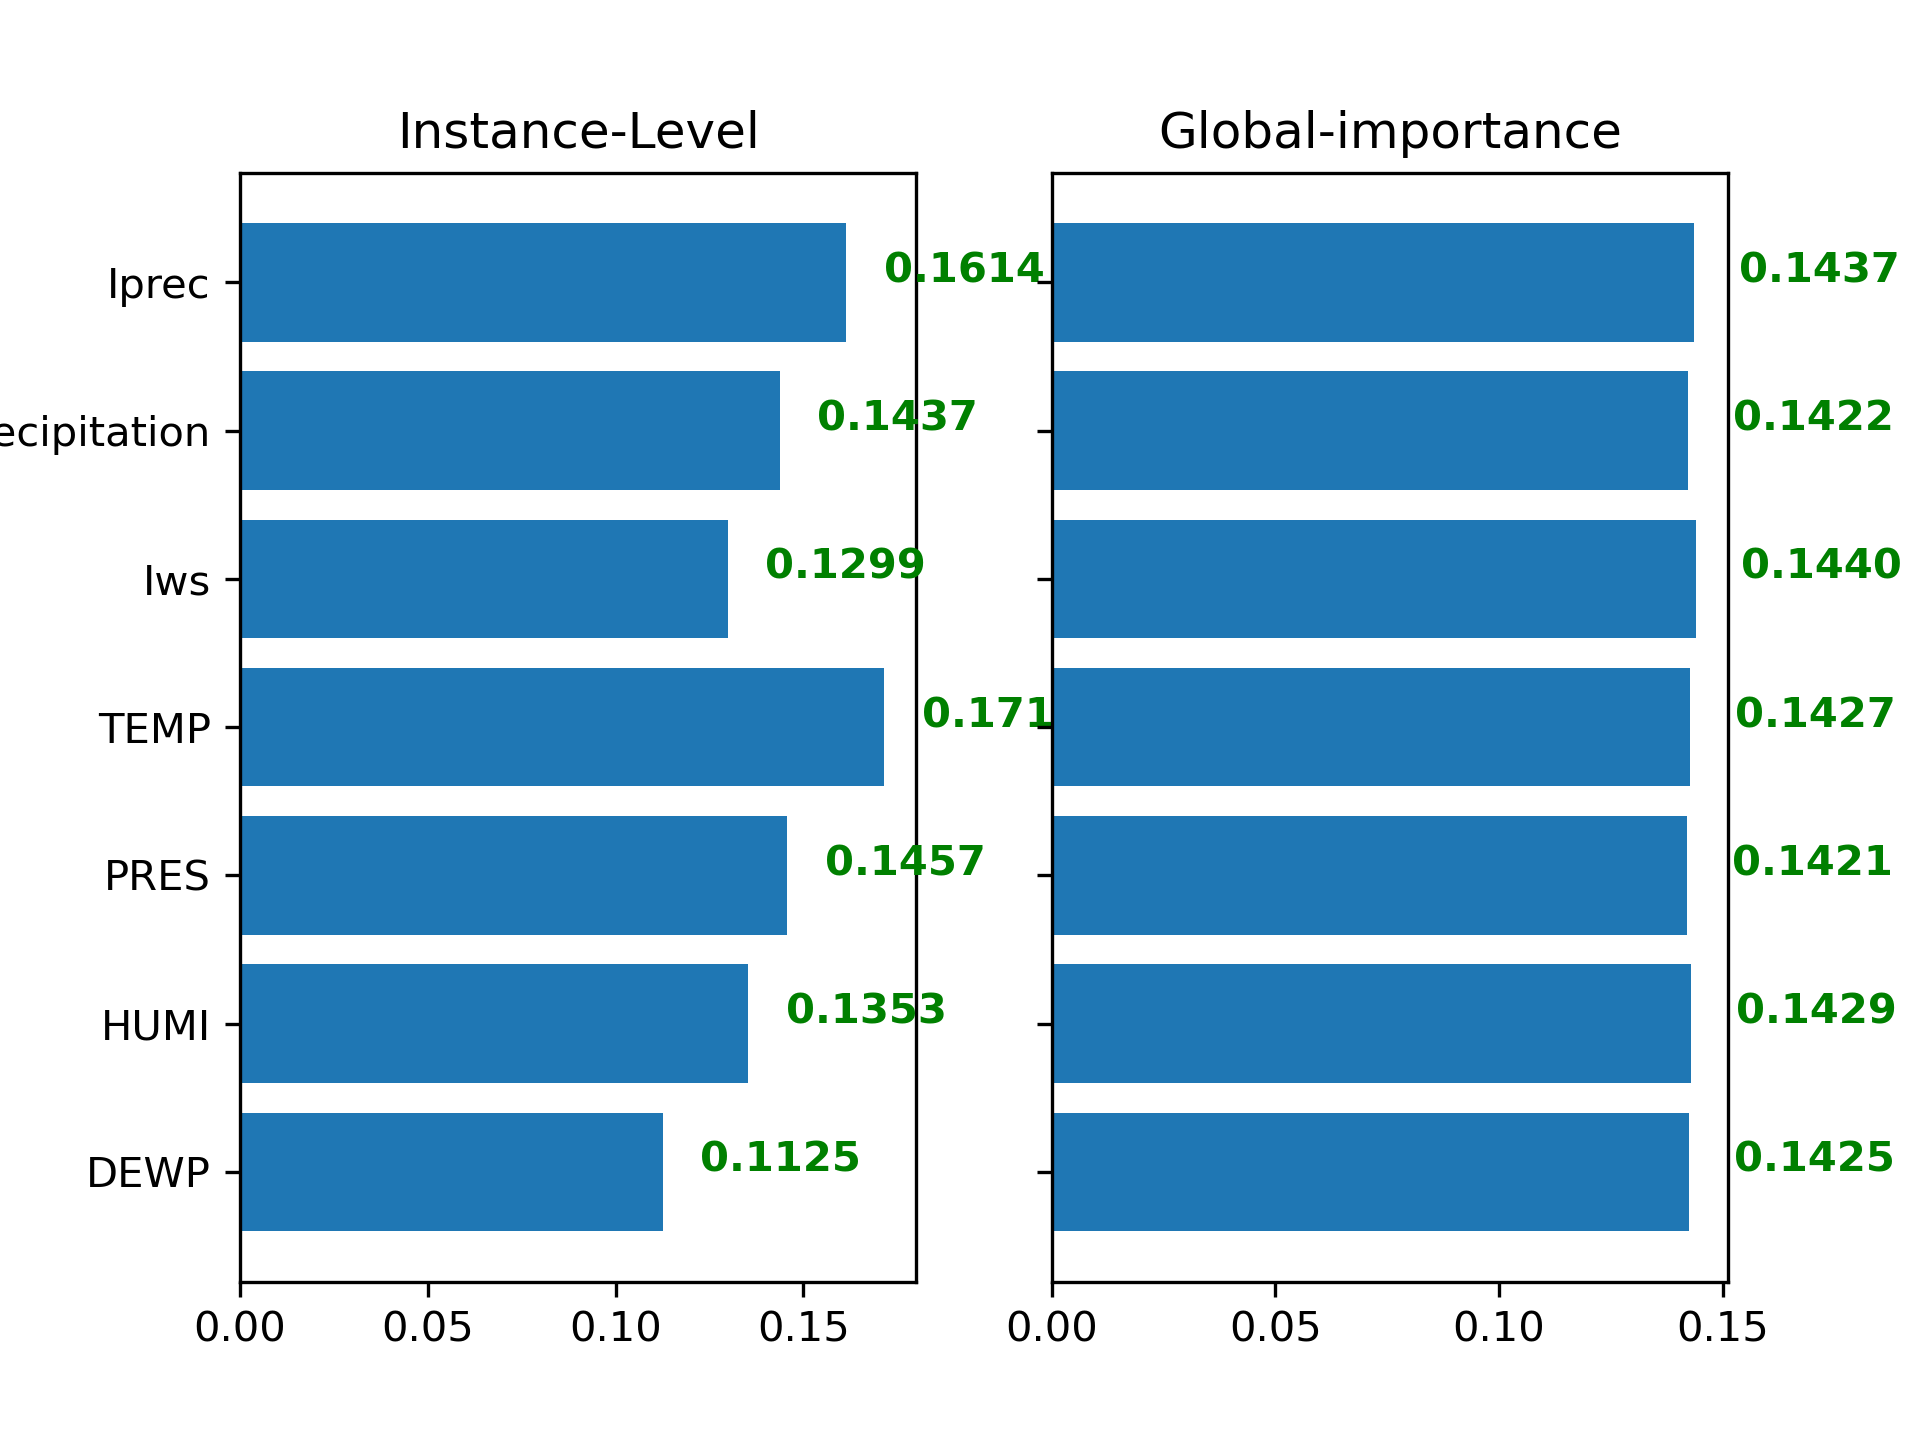 Instance-Level
Iprec
ecipitation
Iws
TEMP
PRES
HUMI
DEWP
0.1614
0.1437
0.1299
0.171
0.1457
0.1353
0.1125
0.00 0.05 0.10 0.15
Global-importance
0.1437
0.1422
0.1440
0.1427
0.1421
0.1429
0.1425
0.00 0.05 0.10 0.15